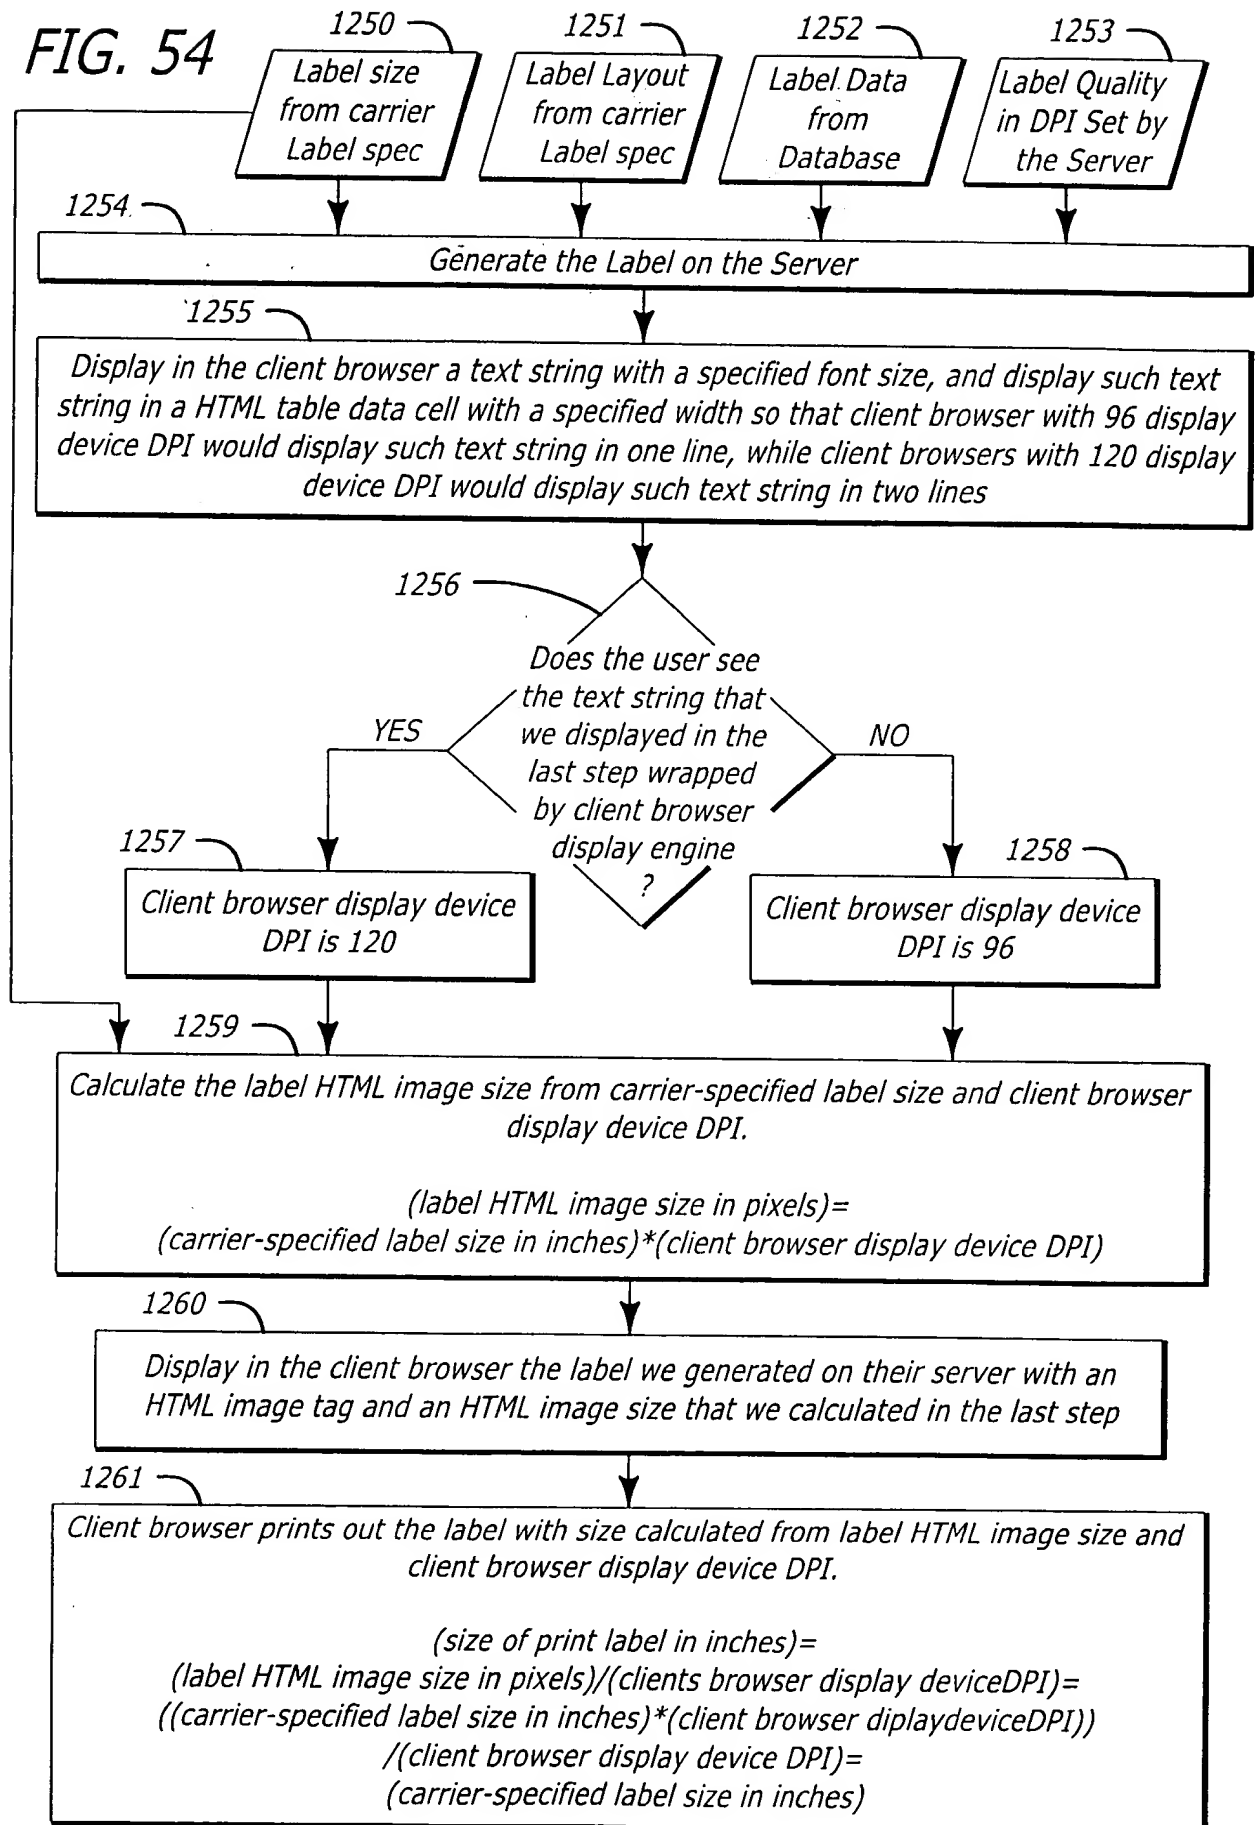 FIG. 54
1250
1251
1252
1253
Label size
from carrier
Label spec
Label Layout
from carrier
Label spec
Label Data
from
Database
Label Quality
in DPI Set by
the Server
1254
Generate the Label on the Server
1255
Display in the client browser a text string with a specified font size, and display such text
string in a HTML table data cell with a specified width so that client browser with 96 display
device DPI would display such text string in one line, while client browsers with 120 display
device DPI would display such text string in two lines
1256
Does the user see
the text string that
we displayed in the
last step wrapped
by client browser
display engine
?
YES
NO
1257
Client browser display device
DPI is 120
1258
Client browser display device
DPI is 96
1259
Calculate the label HTML image size from carrier-specified label size and client browser
display device DPI.
(label HTML image size in pixels)=
(carrier-specified label size in inches)*(client browser display device DPI)
1260
Display in the client browser the label we generated on their server with an
HTML image tag and an HTML image size that we calculated in the last step
1261
Client browser prints out the label with size calculated from label HTML image size and
client browser display device DPI.
(size of print label in inches)=
(label HTML image size in pixels)/(clients browser display deviceDPI)=
((carrier-specified label size in inches)*(client browser diplaydeviceDPI))
/(client browser display device DPI)=
(carrier-specified label size in inches)